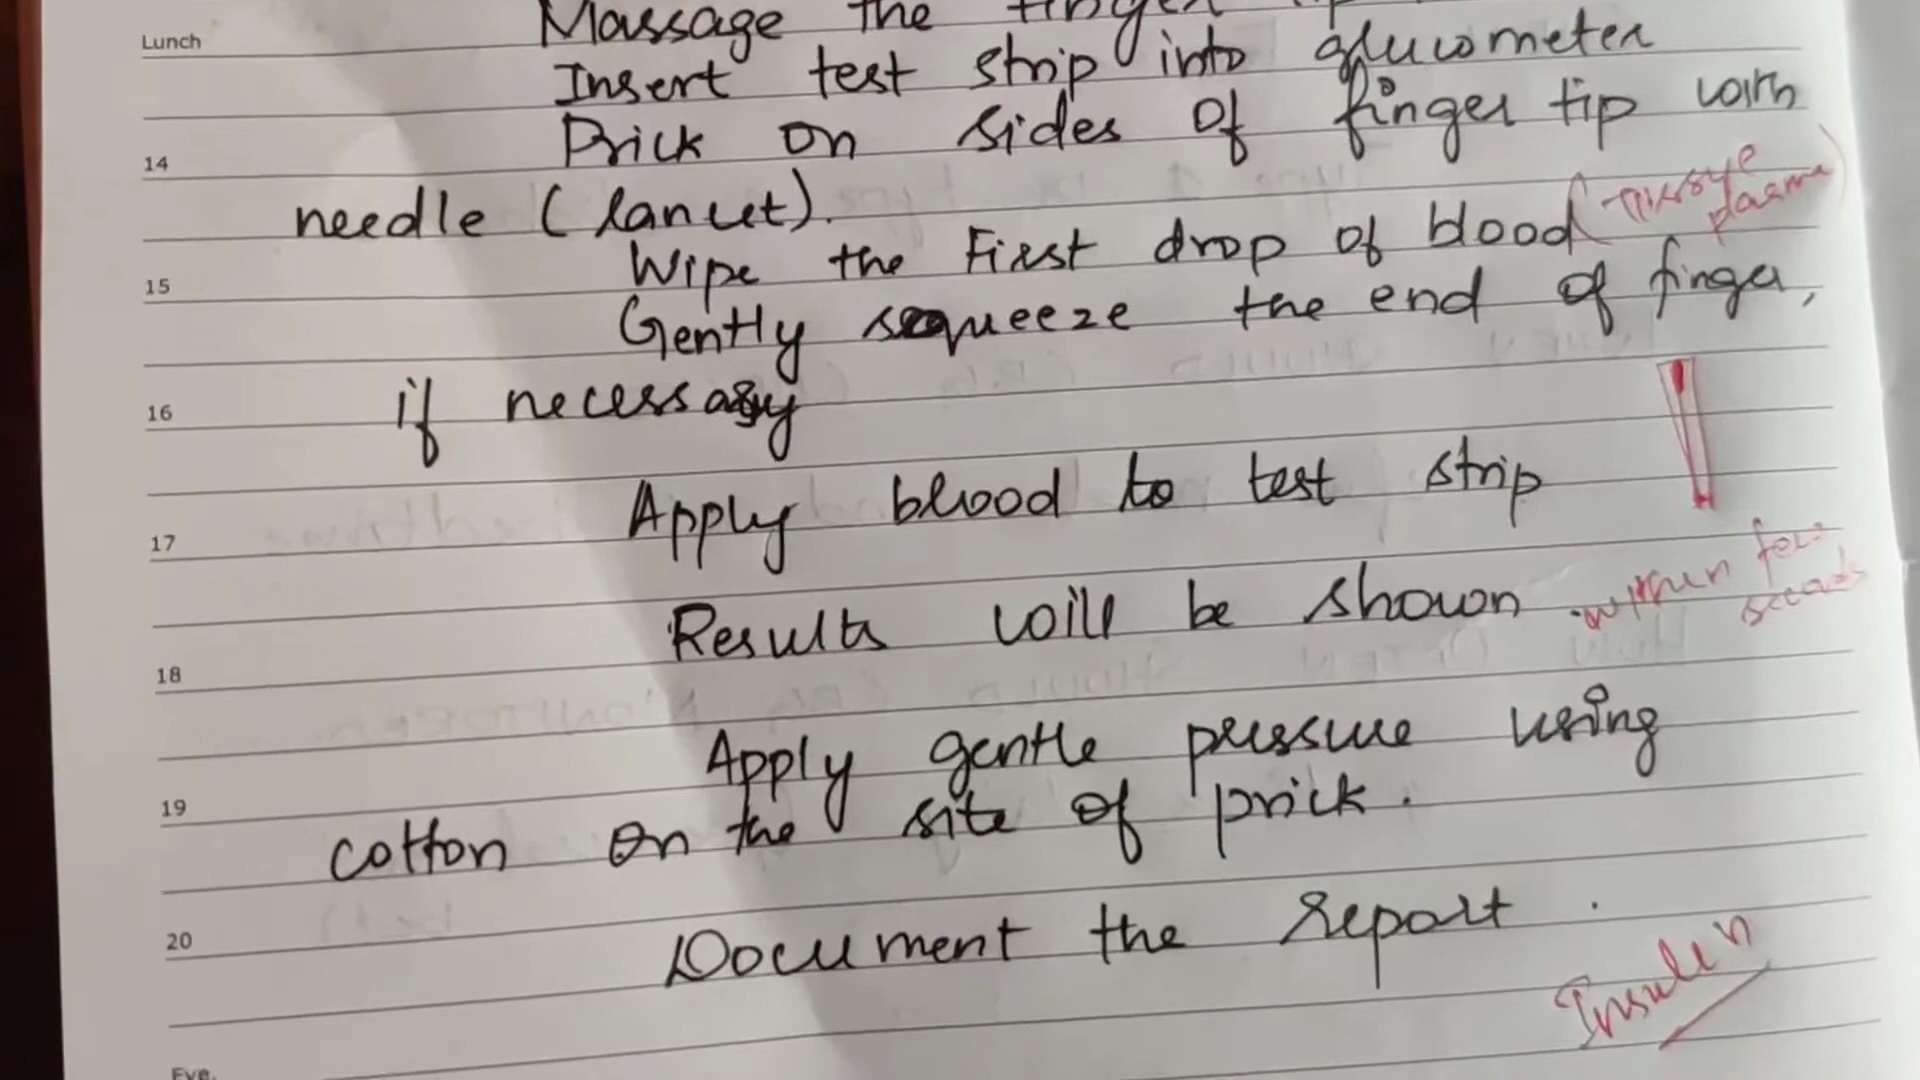 Lunch
Massage the finger
Insert test strip into glucometer
Prick on sides of finger tip with
14
needle (lancet).
Wipe the First drop of blood (Tissue plasma)
15
Gently squeeze the end of finger,
16
if necessary
Apply blood to test strip
17
Results will be shown within few seconds
18
Apply gentle pressure using
19
cotton on the site of prick.
20
Document the report.
Insulin
Eve.